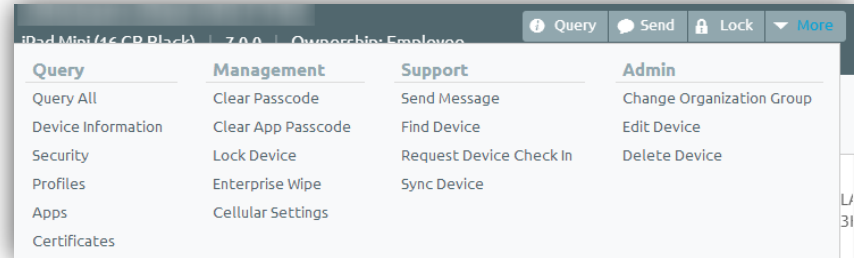 Query Send Lock More
iPad Mini (16 GB Black) | 7.0.0 | Ownership: Employee
Query
Query All
Device Information
Security
Profiles
Apps
Certificates
Management
Clear Passcode
Clear App Passcode
Lock Device
Enterprise Wipe
Cellular Settings
Support
Send Message
Find Device
Request Device Check In
Sync Device
Admin
Change Organization Group
Edit Device
Delete Device